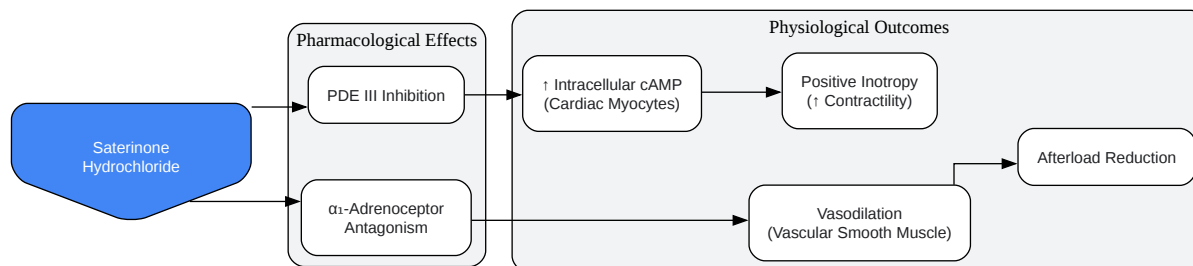 Pharmacological Effects
Physiological Outcomes
Saterinone
Hydrochloride
PDE III Inhibition
↑ Intracellular cAMP
(Cardiac Myocytes)
Positive Inotropy
(↑ Contractility)
α₁-Adrenoceptor
Antagonism
Vasodilation
(Vascular Smooth Muscle)
Afterload Reduction